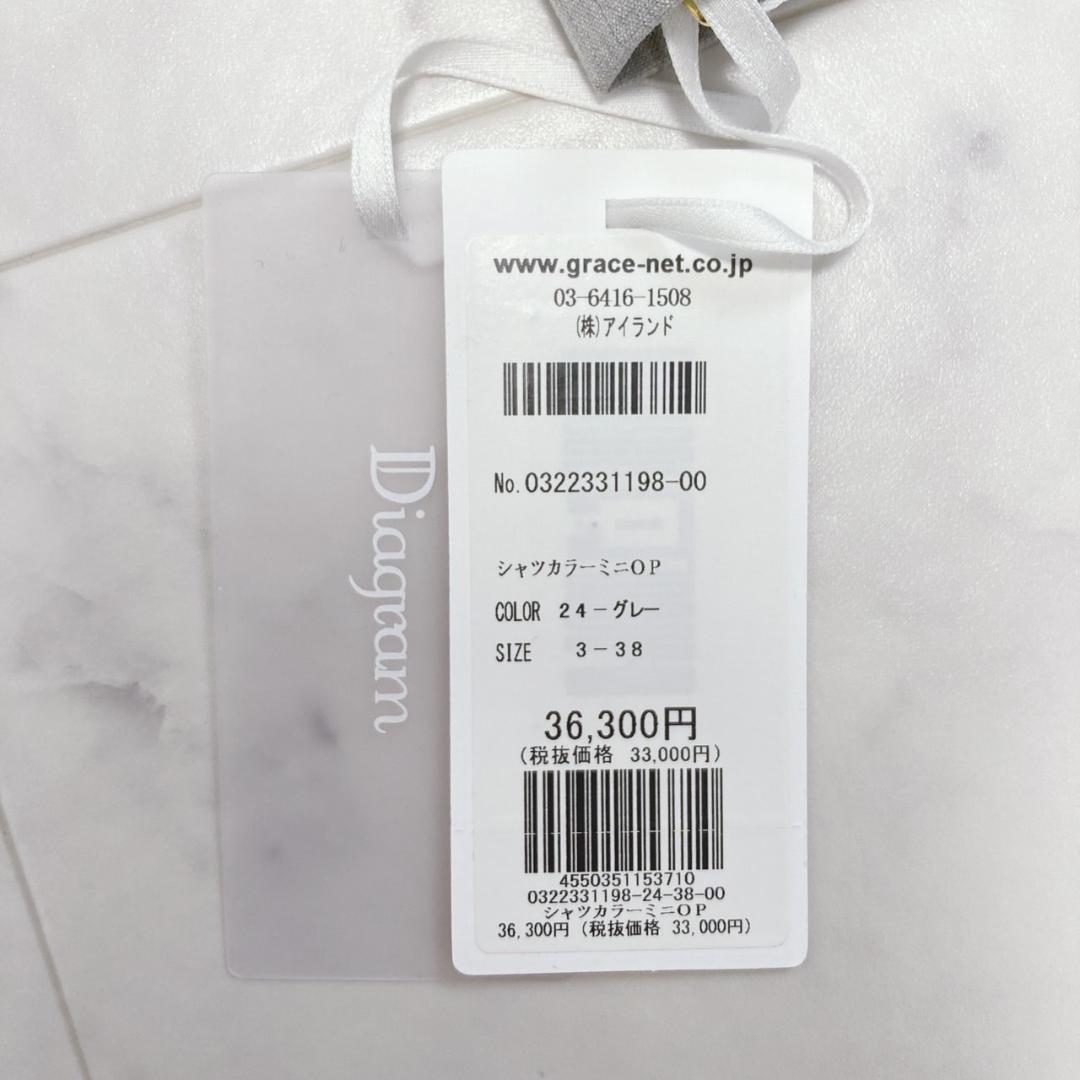 Diagram
www.grace-net.co.jp
03-6416-1508
(株)アイランド
No.0322331198-00
シャツカラーミニOP
COLOR 24-グレー
SIZE 3-38
36,300円
(税抜価格 33,000円)
4550351153710
0322331198-24-38-00
シャツカラーミニOP
36,300円 (税抜価格 33,000円)